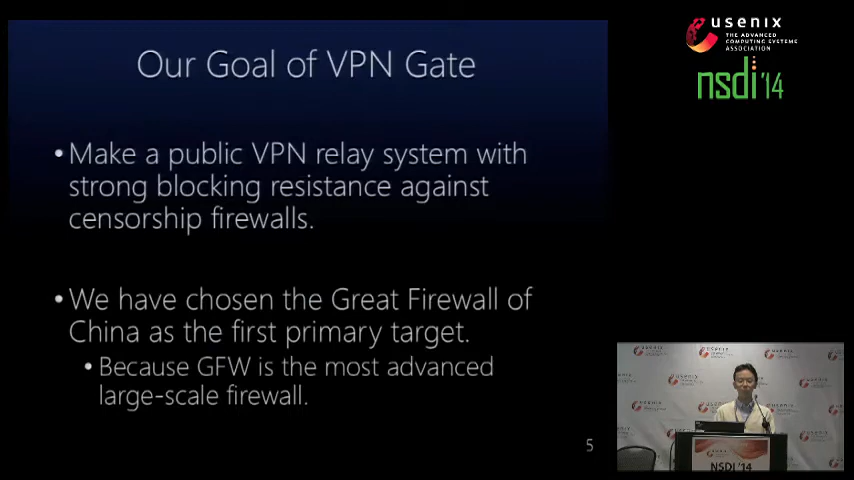 Our Goal of VPN Gate
• Make a public VPN relay system with
strong blocking resistance against
censorship firewalls.
• We have chosen the Great Firewall of
China as the first primary target.
• Because GFW is the most advanced
large-scale firewall.
5
usenix
THE ADVANCED
COMPUTING SYSTEMS
ASSOCIATION
nsdi '14
NSDI '14